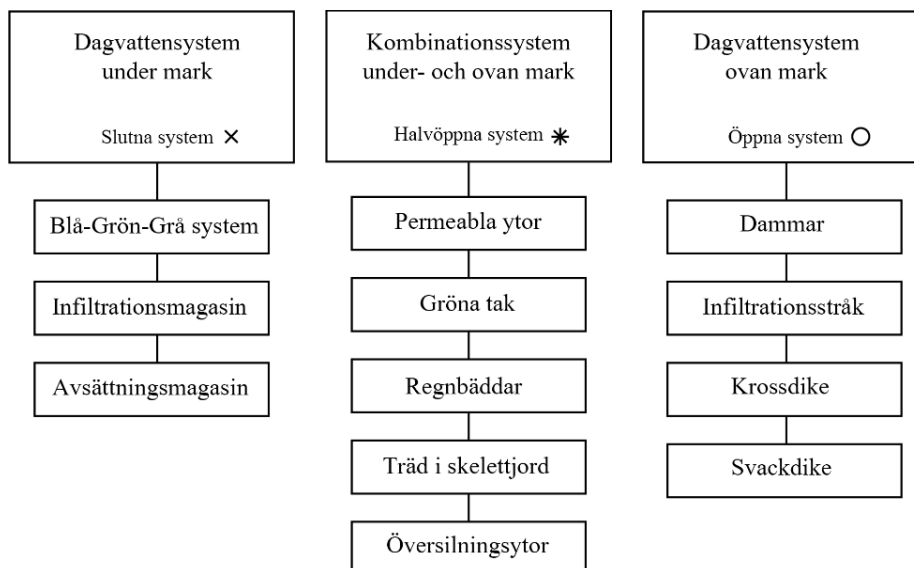 Dagvattensystem
under mark
Slutna system ×
Blå-Grön-Grå system
Infiltrationsmagasin
Avsättningsmagasin
Kombinationssystem
under- och ovan mark
Halvöppna system ✳
Permeabla ytor
Gröna tak
Regnbäddar
Träd i skelettjord
Översilningsytor
Dagvattensystem
ovan mark
Öppna system ○
Dammar
Infiltrationsstråk
Krossdike
Svackdike